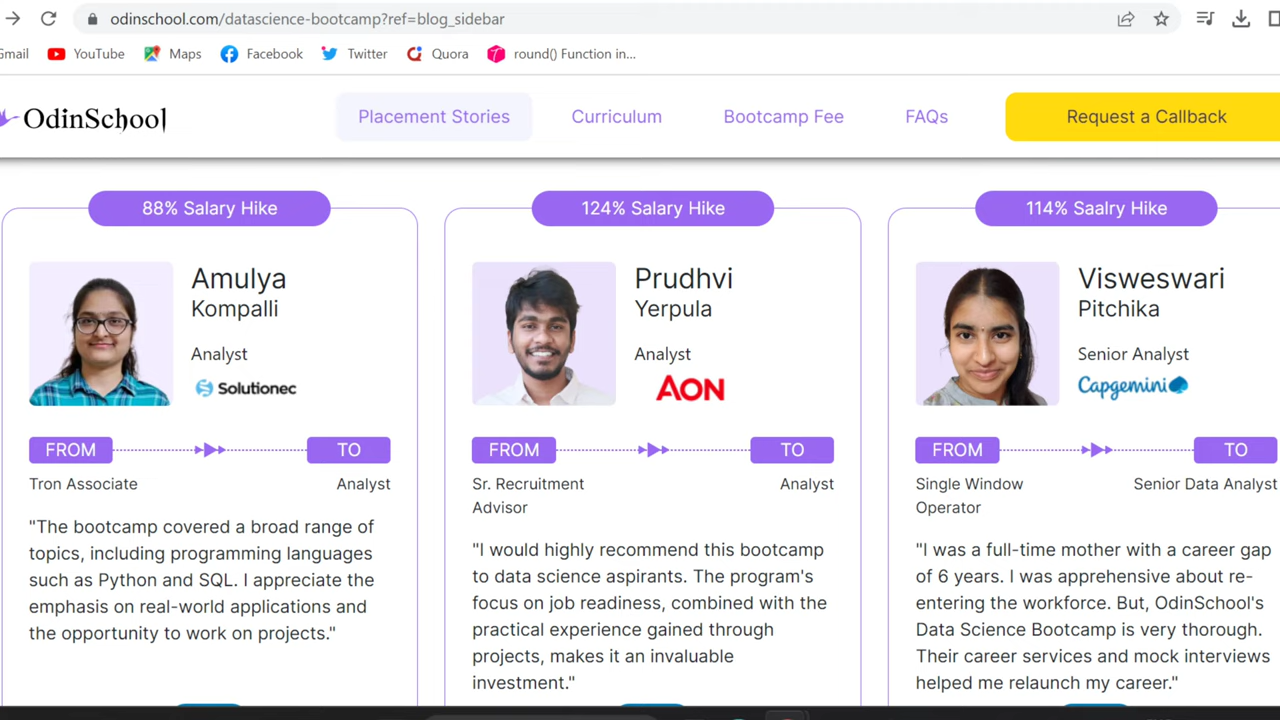 odinschool.com/datascience-bootcamp?ref=blog_sidebar
Gmail YouTube Maps Facebook Twitter Quora round() Function in...
OdinSchool Placement Stories Curriculum Bootcamp Fee FAQs Request a Callback
88% Salary Hike
Amulya
Kompalli
Analyst
Solutionec
FROM TO
Tron Associate Analyst
"The bootcamp covered a broad range of
topics, including programming languages
such as Python and SQL. I appreciate the
emphasis on real-world applications and
the opportunity to work on projects."
124% Salary Hike
Prudhvi
Yerpula
Analyst
AON
FROM TO
Sr. Recruitment Analyst
Advisor
"I would highly recommend this bootcamp
to data science aspirants. The program's
focus on job readiness, combined with the
practical experience gained through
projects, makes it an invaluable
investment."
114% Saalry Hike
Visweswari
Pitchika
Senior Analyst
Capgemini
FROM TO
Single Window Senior Data Analyst
Operator
"I was a full-time mother with a career gap
of 6 years. I was apprehensive about re-
entering the workforce. But, OdinSchool's
Data Science Bootcamp is very thorough.
Their career services and mock interviews
helped me relaunch my career."